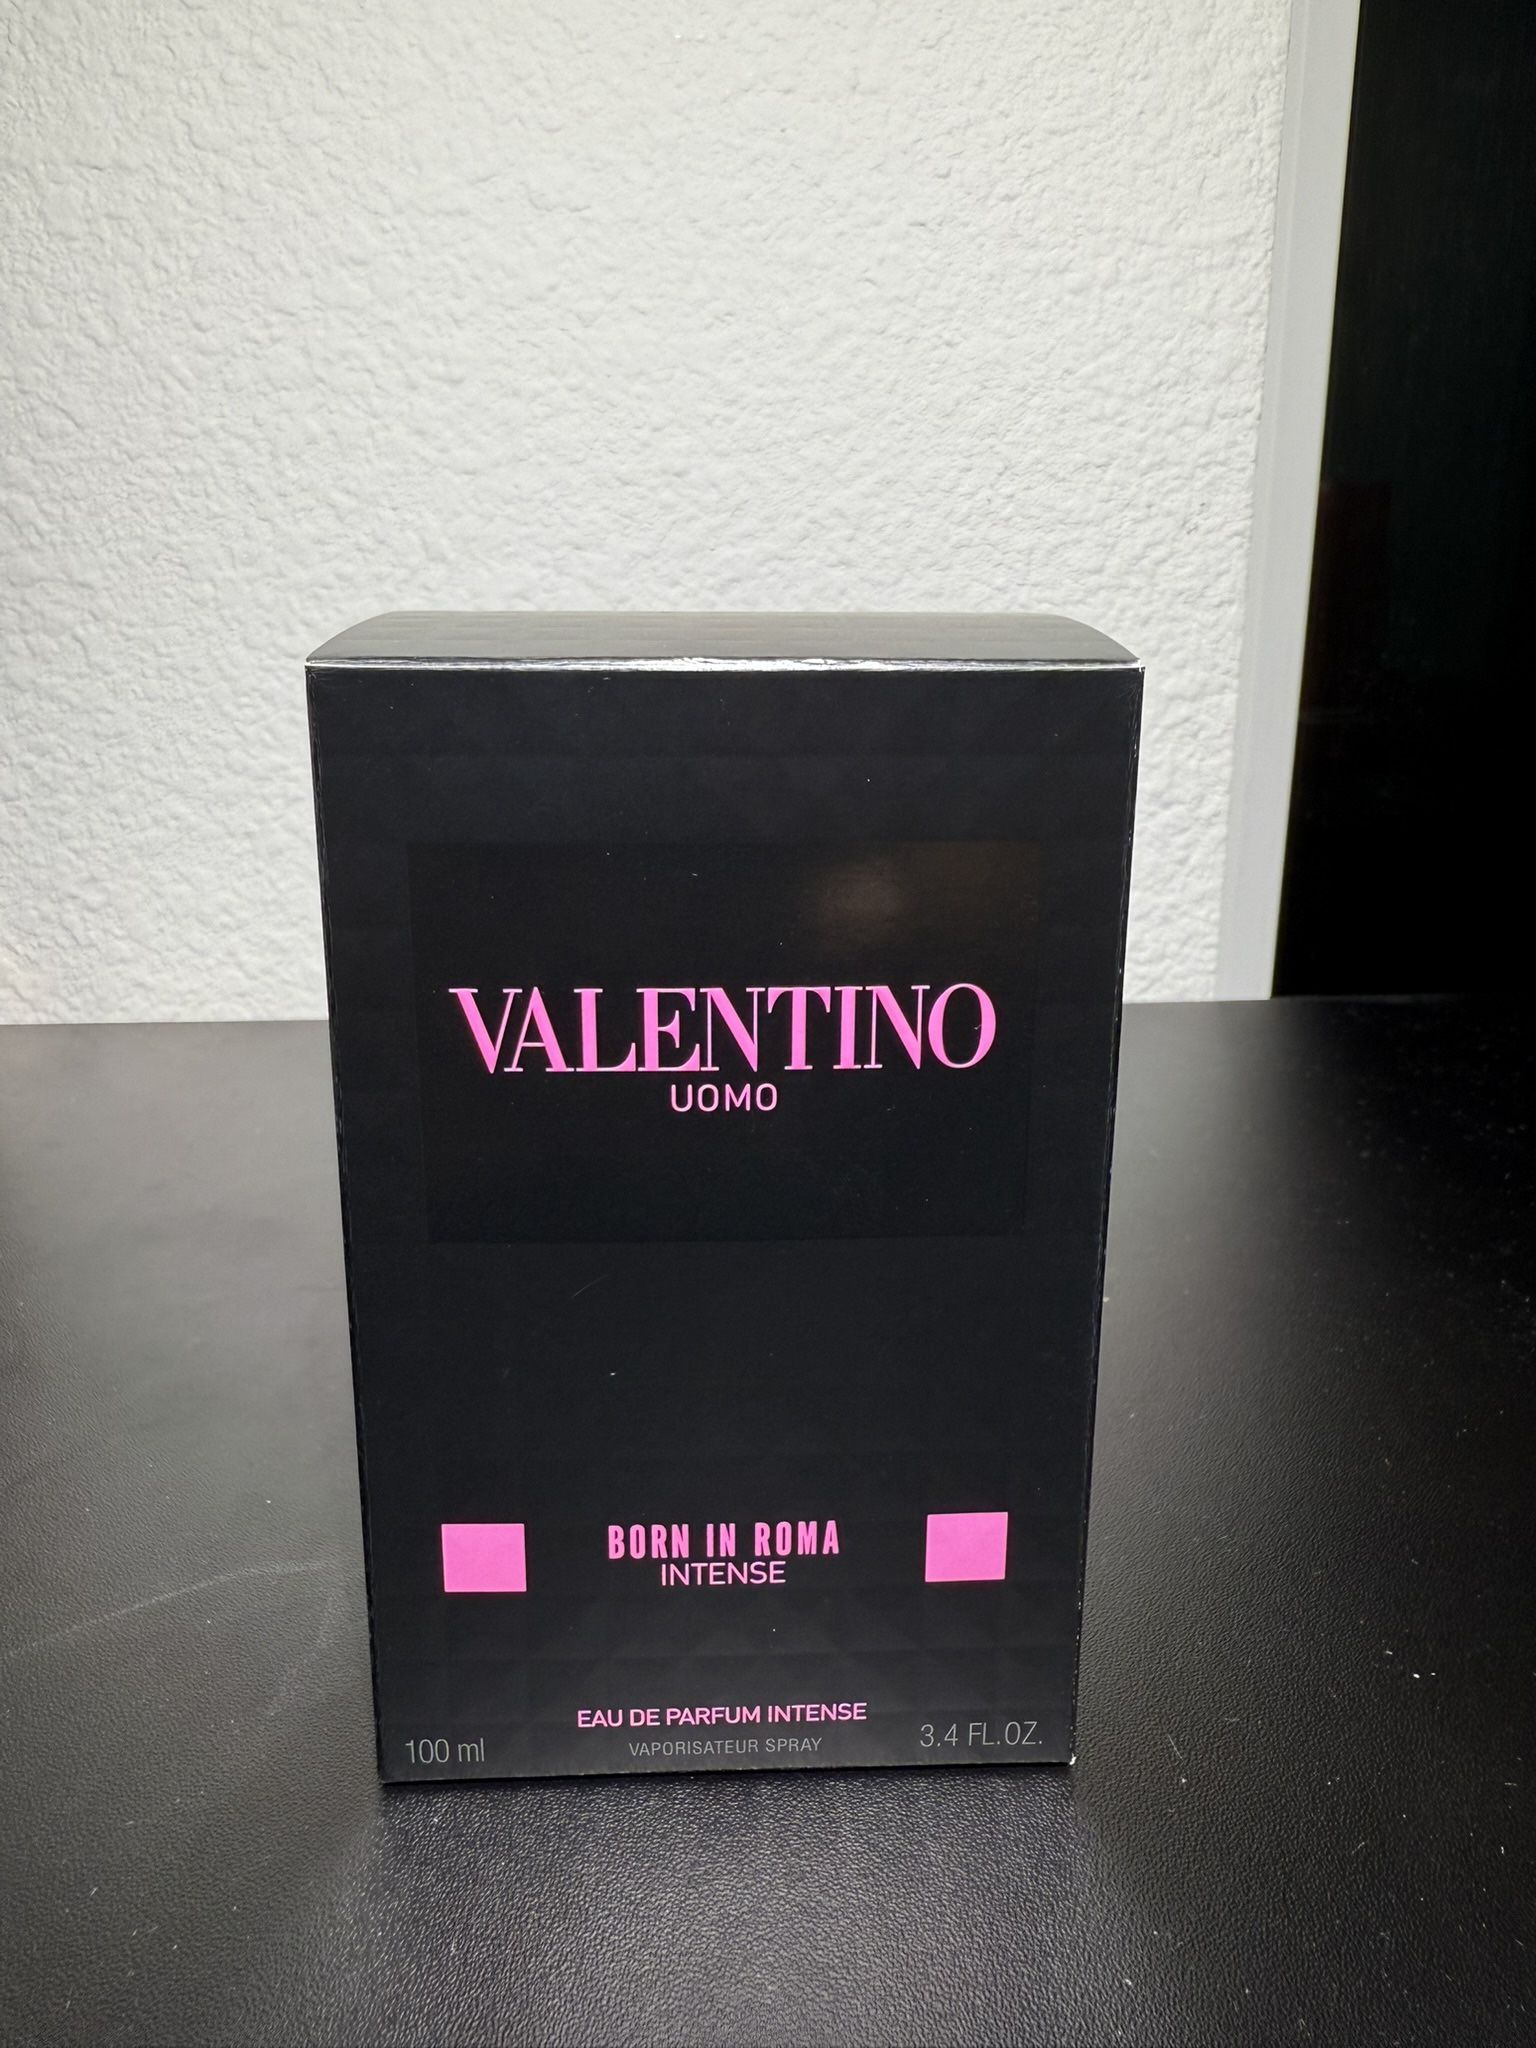 VALENTINO
UOMO
BORN IN ROMA
INTENSE
EAU DE PARFUM INTENSE
100 ml VAPORISATEUR SPRAY 3.4 FL.OZ.